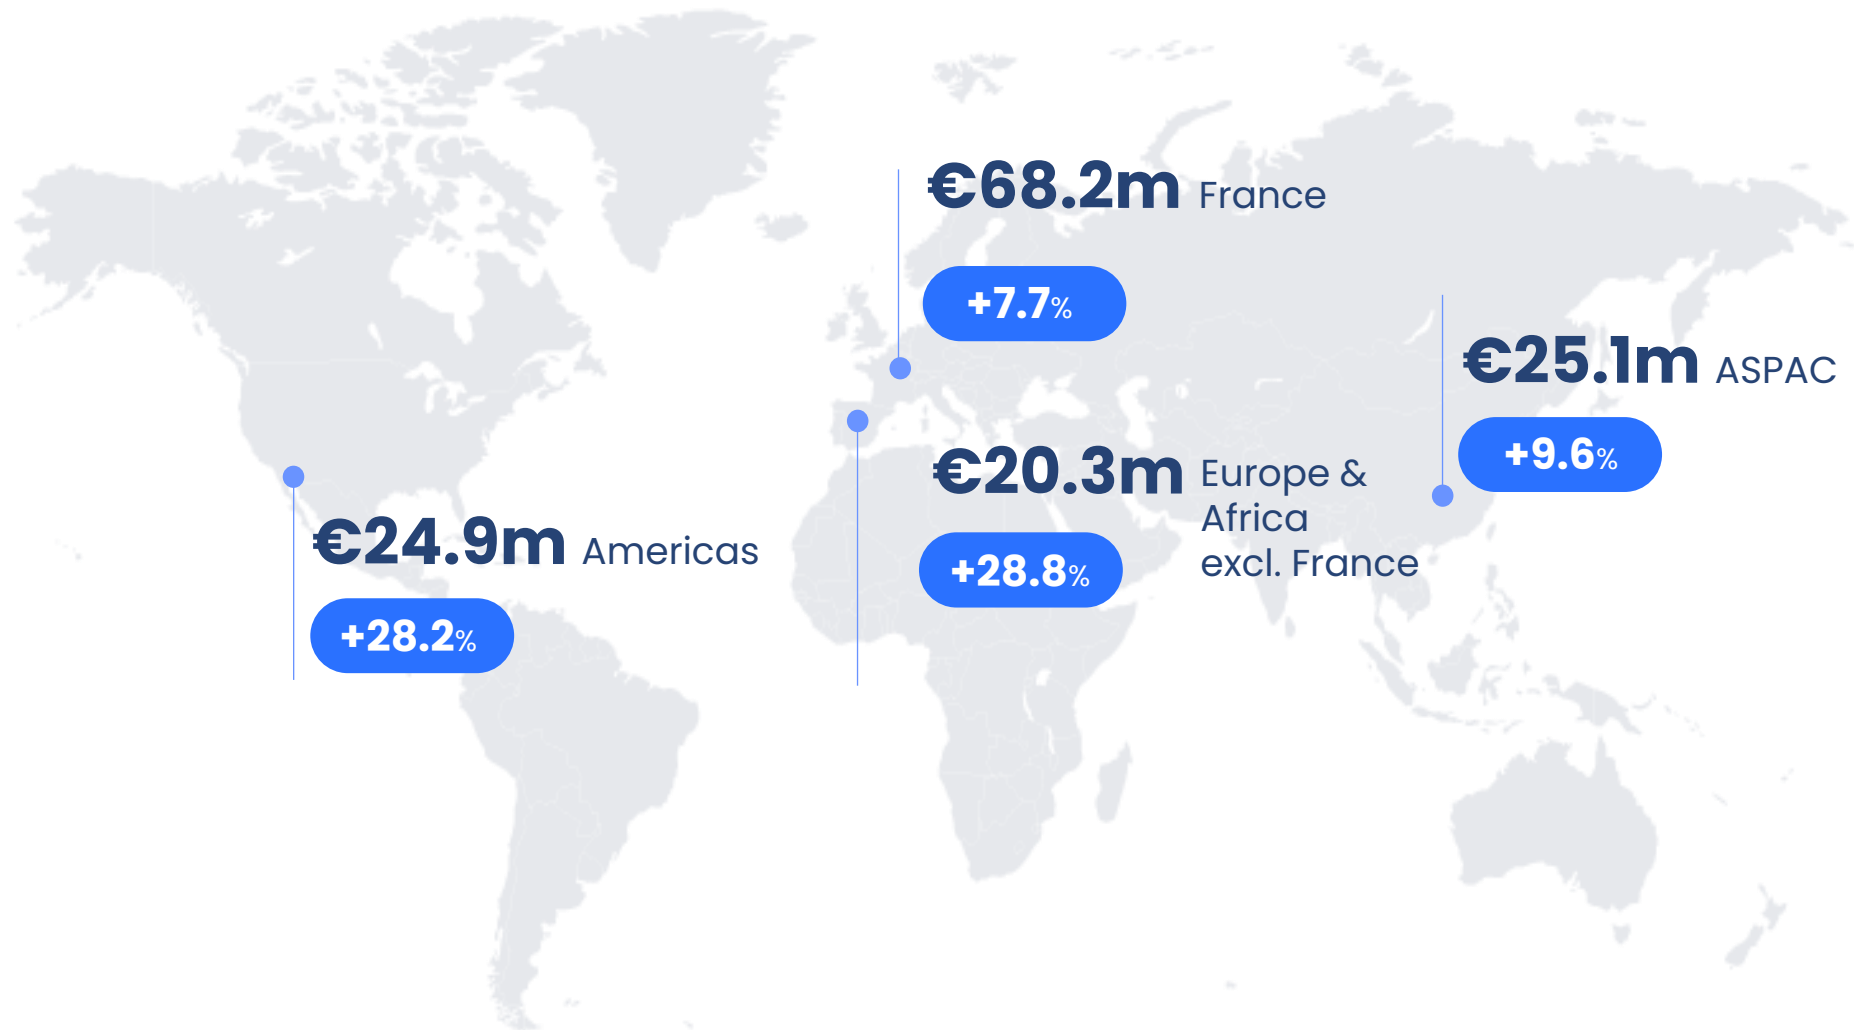 €68.2m France
+7.7%
€25.1m ASPAC
+9.6%
€20.3m Europe &
Africa
excl. France
+28.8%
€24.9m Americas
+28.2%